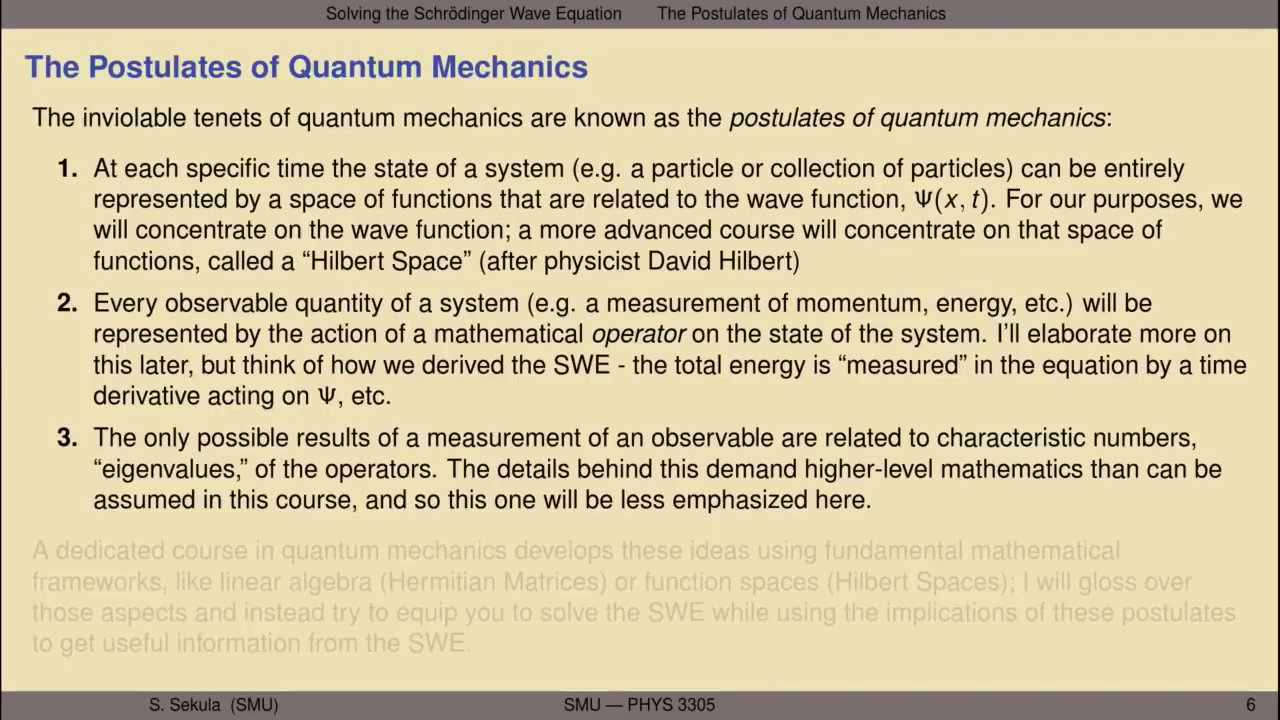 Solving the Schrödinger Wave Equation The Postulates of Quantum Mechanics
The Postulates of Quantum Mechanics
The inviolable tenets of quantum mechanics are known as the postulates of quantum mechanics:
1. At each specific time the state of a system (e.g. a particle or collection of particles) can be entirely
represented by a space of functions that are related to the wave function, Ψ(x, t). For our purposes, we
will concentrate on the wave function; a more advanced course will concentrate on that space of
functions, called a “Hilbert Space” (after physicist David Hilbert)
2. Every observable quantity of a system (e.g. a measurement of momentum, energy, etc.) will be
represented by the action of a mathematical operator on the state of the system. I’ll elaborate more on
this later, but think of how we derived the SWE - the total energy is “measured” in the equation by a time
derivative acting on Ψ, etc.
3. The only possible results of a measurement of an observable are related to characteristic numbers,
“eigenvalues,” of the operators. The details behind this demand higher-level mathematics than can be
assumed in this course, and so this one will be less emphasized here.
A dedicated course in quantum mechanics develops these ideas using fundamental mathematical
frameworks, like linear algebra (Hermitian Matrices) or function spaces (Hilbert Spaces); I will gloss over
those aspects and instead try to equip you to solve the SWE while using the implications of these postulates
to get useful information from the SWE.
S. Sekula (SMU) SMU — PHYS 3305 6